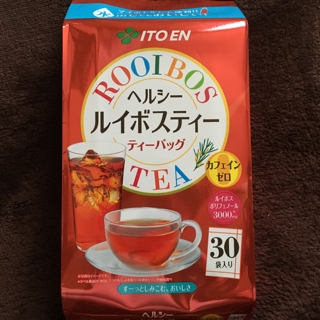 ITO EN
ROOIBOS
ヘルシー
ルイボスティー
ティーバッグ
カフェイン
ゼロ
TEA
ルイボス
ポリフェノール
3000
30
袋入り
すーっとしみこむ、おいしさ
ヘルシー